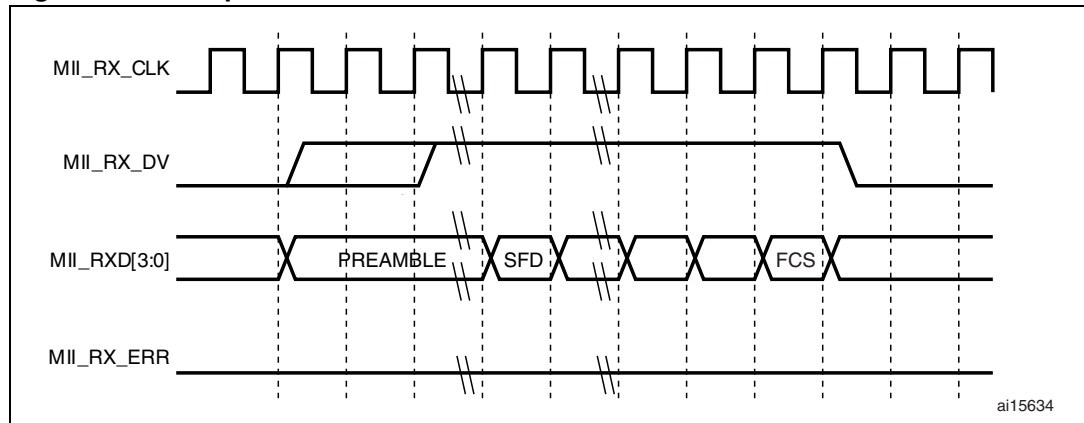 MII_RX_CLK
MII_RX_DV
MII_RXD[3:0]
PREAMBLE
SFD
FCS
MII_RX_ERR
ai15634